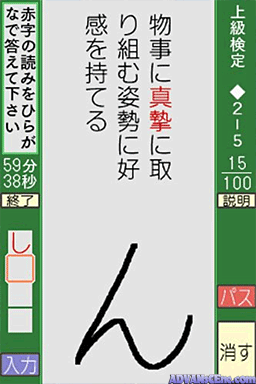 上級検定 ◆2-5
15
100
説明
パス
消す
物事に真摯に取
り組む姿勢に好
感を持てる
ん
赤字の読みをひらが
なで答えて下さい
59分
38秒
終了
し
入力
ADVANSCENE.COM